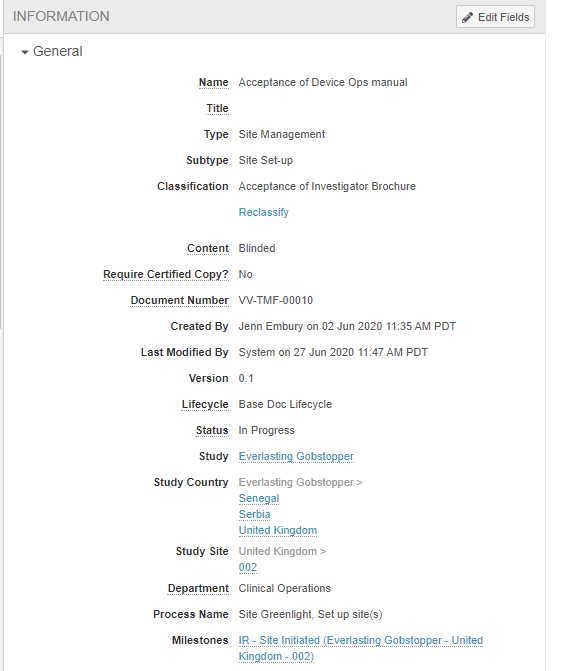 INFORMATION Edit Fields
General
Name Acceptance of Device Ops manual
Title
Type Site Management
Subtype Site Set-up
Classification Acceptance of Investigator Brochure
Reclassify
Content Blinded
Require Certified Copy? No
Document Number VV-TMF-00010
Created By Jenn Embury on 02 Jun 2020 11:35 AM PDT
Last Modified By System on 27 Jun 2020 11:47 AM PDT
Version 0.1
Lifecycle Base Doc Lifecycle
Status In Progress
Study Everlasting Gobstopper
Study Country Everlasting Gobstopper >
Senegal
Serbia
United Kingdom
Study Site United Kingdom >
002
Department Clinical Operations
Process Name Site Greenlight, Set up site(s)
Milestones IR - Site Initiated (Everlasting Gobstopper - United
Kingdom - 002)